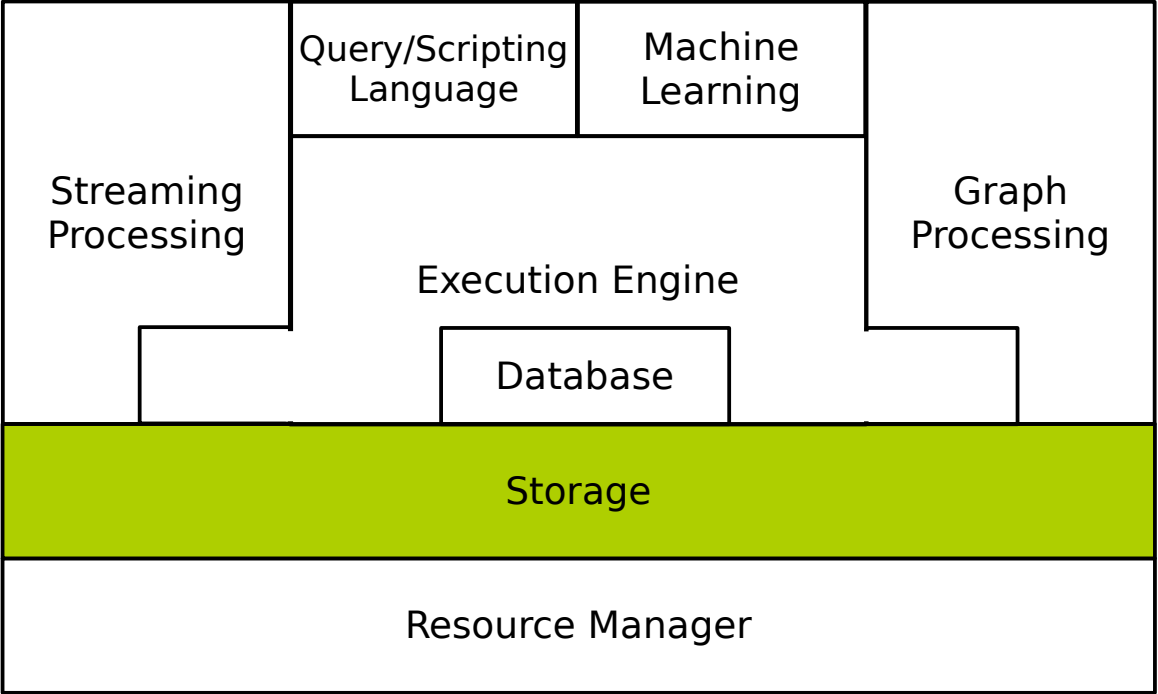 Query/Scripting
Language
Machine
Learning
Streaming
Processing
Graph
Processing
Execution Engine
Database
Storage
Resource Manager